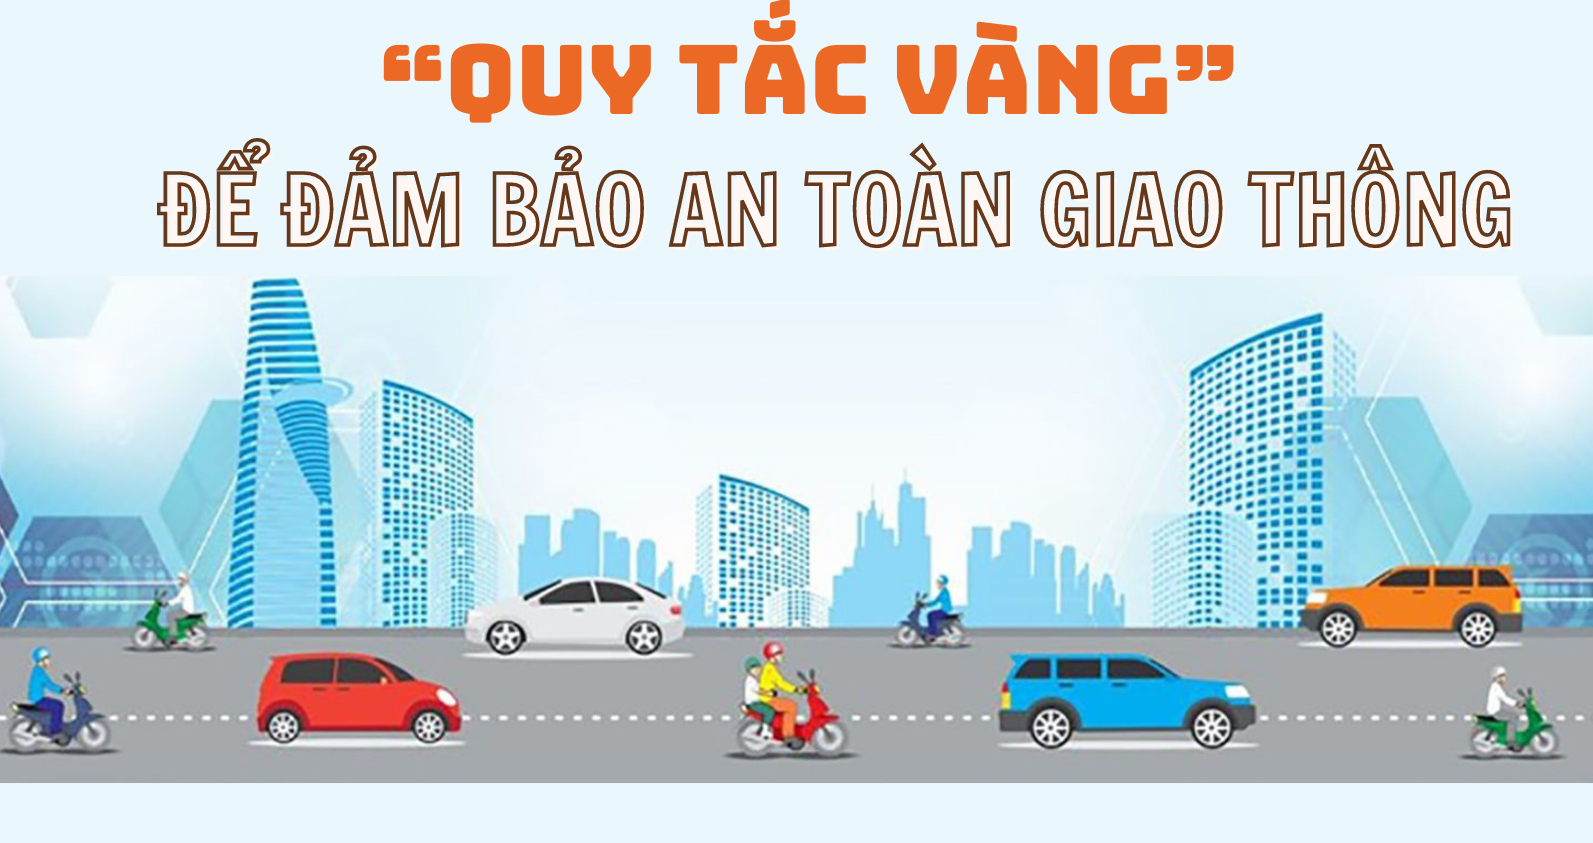 “QUY TẮC VÀNG”
ĐỂ ĐẢM BẢO AN TOÀN GIAO THÔNG